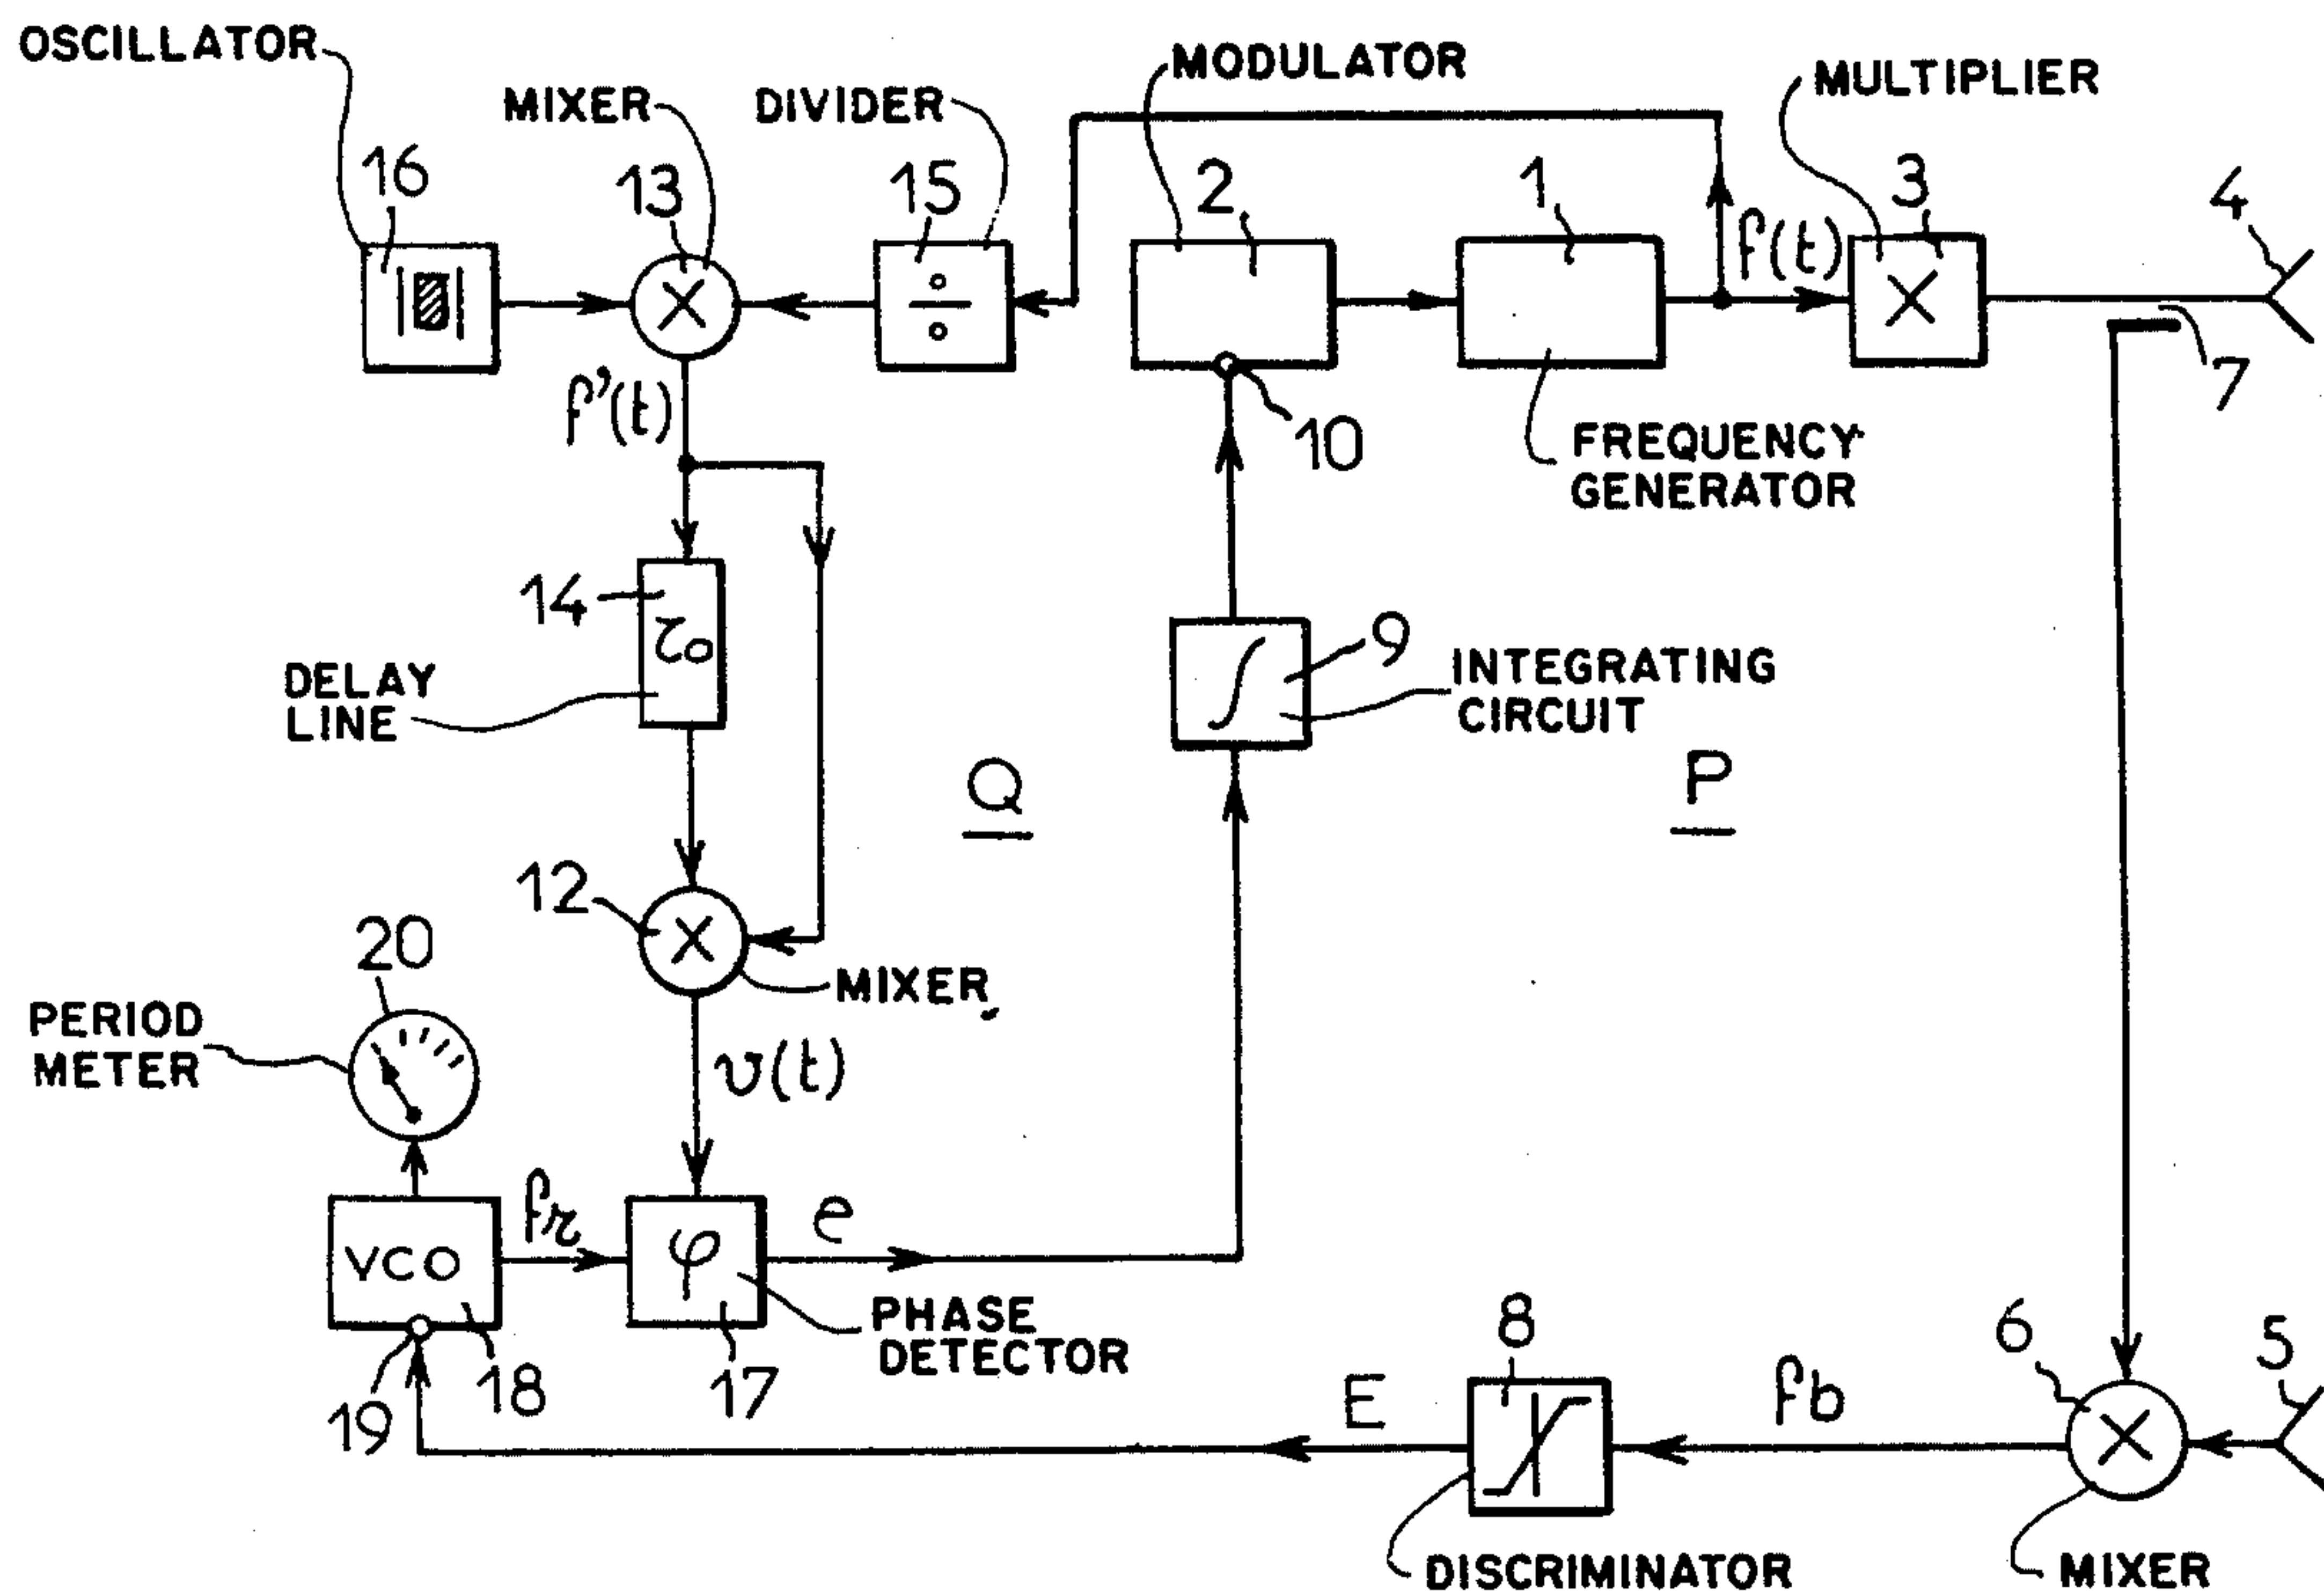 OSCILLATOR
MODULATOR
MULTIPLIER
MIXER
DIVIDER
16
13
15
2
1
3
4
f(t)
7
f'(t)
10
FREQUENCY
GENERATOR
14
τo
9
DELAY
LINE
INTEGRATING
CIRCUIT
Q
P
12
20
MIXER
PERIOD
METER
v(t)
fr
e
VCO
φ
PHASE
DETECTOR
8
6
5
19
18
17
E
fb
DISCRIMINATOR
MIXER